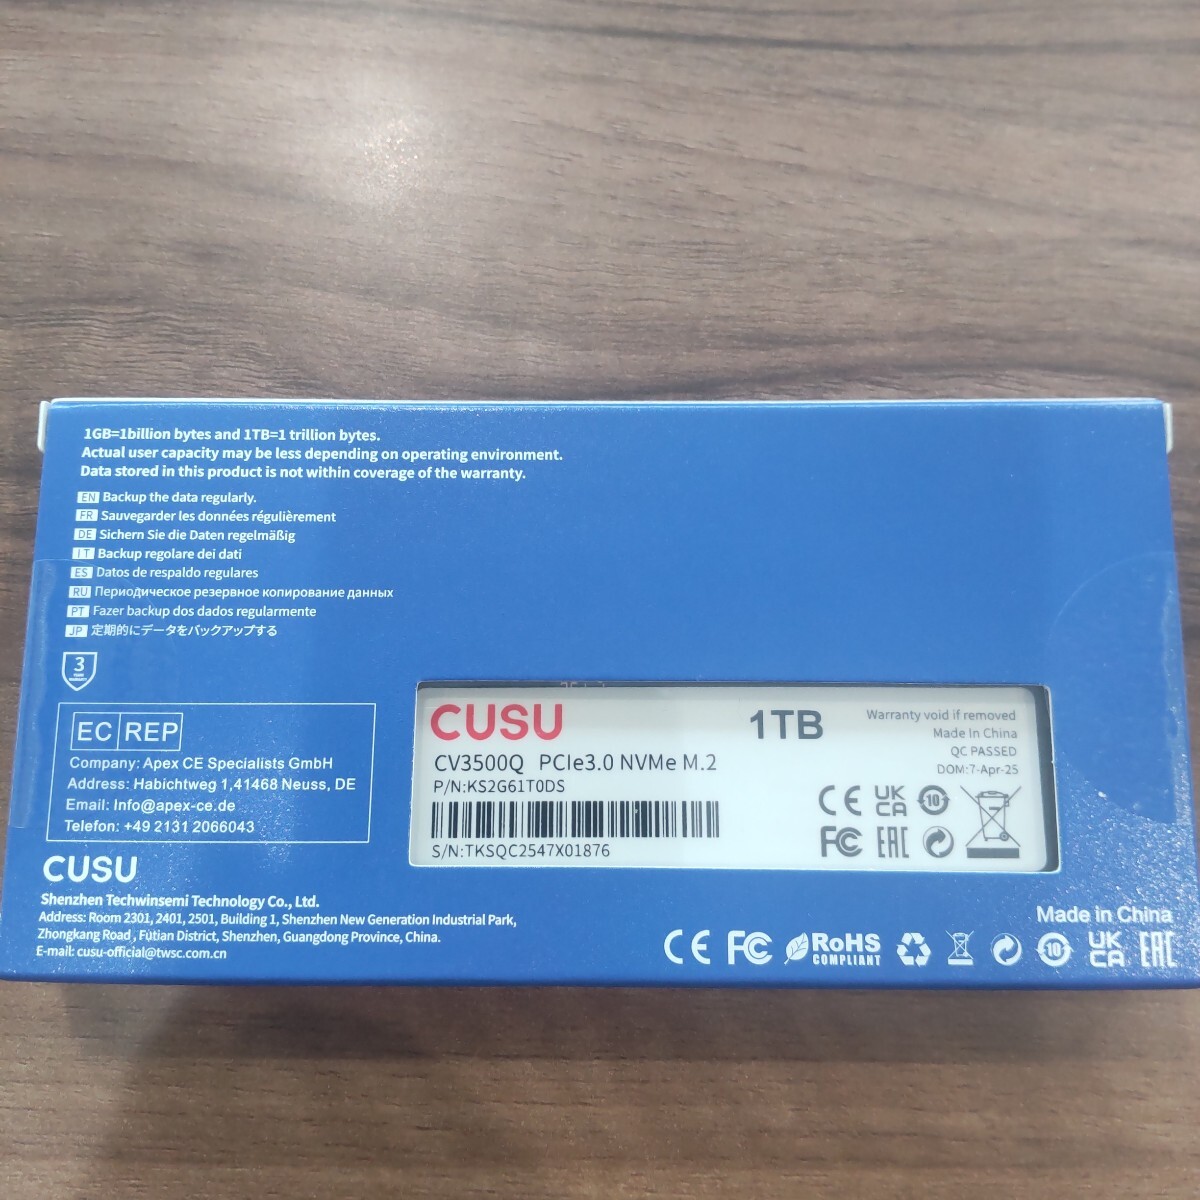 1GB=1billion bytes and 1TB=1 trillion bytes.
Actual user capacity may be less depending on operating environment.
Data stored in this product is not within coverage of the warranty.
EN Backup the data regularly.
FR Sauvegarder les données régulièrement
DE Sichern Sie die Daten regelmäßig
IT Backup regolare dei dati
ES Datos de respaldo regulares
RU Периодическое резервное копирование данных
PT Fazer backup dos dados regularmente
JP 定期的にデータをバックアップする
3
YEAR
WARRANTY
EC REP
Company: Apex CE Specialists GmbH
Address: Habichtweg 1,41468 Neuss, DE
Email: Info@apex-ce.de
Telefon: +49 2131 2066043
CUSU
Shenzhen Techwinsemi Technology Co., Ltd.
Address: Room 2301, 2401, 2501, Building 1, Shenzhen New Generation Industrial Park,
Zhongkang Road , Futian District, Shenzhen, Guangdong Province, China.
E-mail: cusu-official@twsc.com.cn
CUSU
1TB
CV3500Q PCIe3.0 NVMe M.2
P/N:KS2G61T0DS
S/N:TKSQC2547X01876
Warranty void if removed
Made In China
QC PASSED
DOM:7-Apr-25
CE UKCA 10
FC EAC
Made in China
CE FC RoHS COMPLIANT 10 UKCA EAC